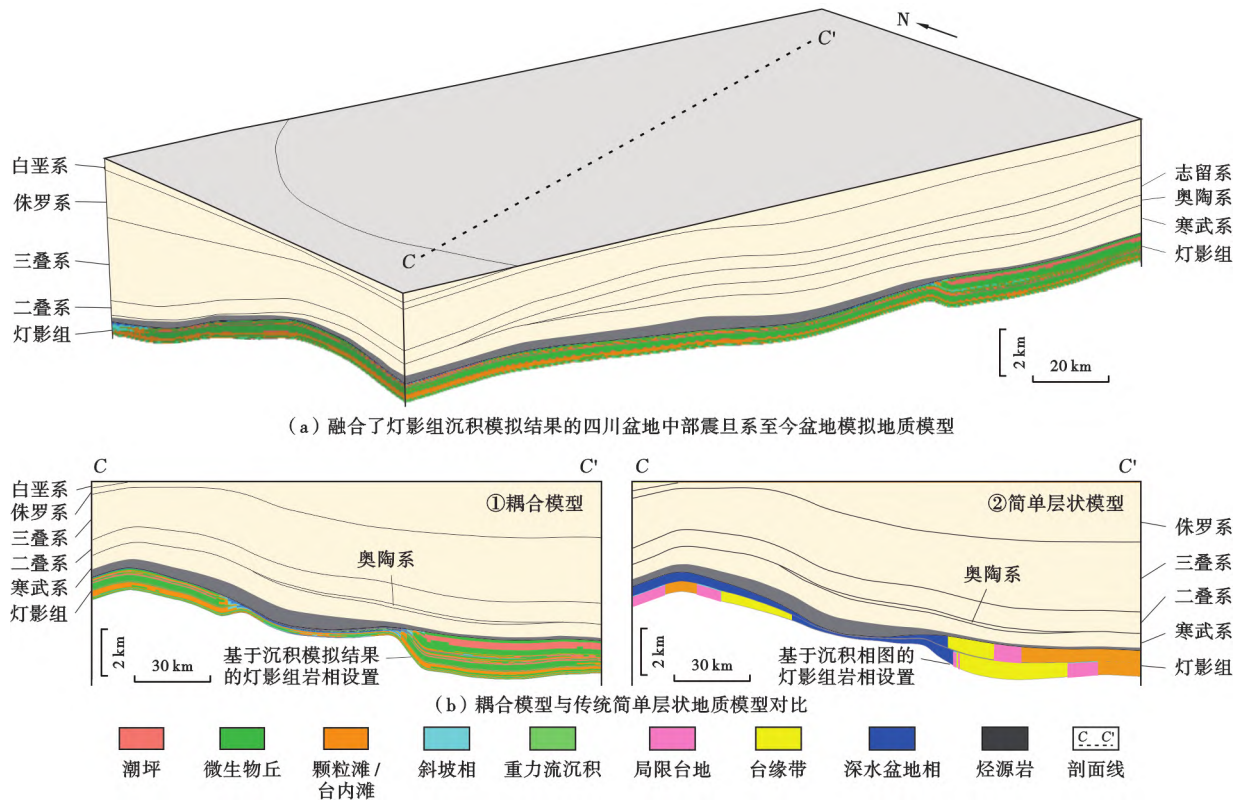 N
C'
C
白垩系
侏罗系
三叠系
二叠系
灯影组
志留系
奥陶系
寒武系
灯影组
2 km
20 km
(a) 融合了灯影组沉积模拟结果的四川盆地中部震旦系至今盆地模拟地质模型
C
C'
白垩系
侏罗系
三叠系
二叠系
寒武系
灯影组
①耦合模型
奥陶系
2 km
30 km
基于沉积模拟结果
的灯影组岩相设置
C
C'
②简单层状模型
奥陶系
侏罗系
三叠系
二叠系
寒武系
灯影组
2 km
30 km
基于沉积相图的
灯影组岩相设置
(b) 耦合模型与传统简单层状地质模型对比
C C'
潮坪
微生物丘
颗粒滩/
台内滩
斜坡相
重力流沉积
局限台地
台缘带
深水盆地相
烃源岩
剖面线